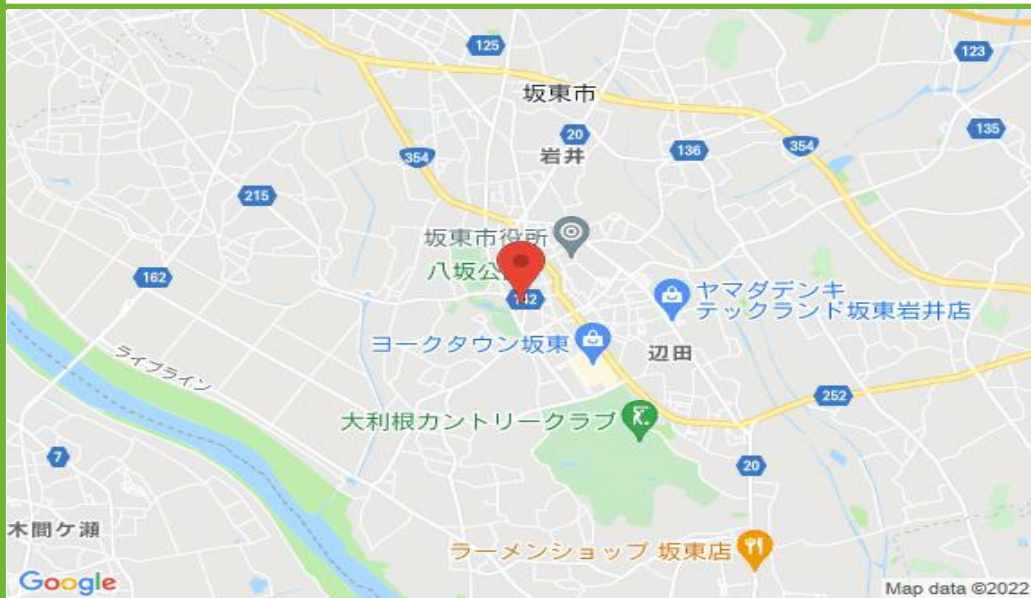 125
123
坂東市
20
135
岩井
136
354
354
215
坂東市役所
八坂公
162
142
ヤマダデンキ
テックランド坂東岩井店
ライブライン
ヨークタウン坂東
辺田
252
大利根カントリークラブ
7
20
木間ケ瀬
ラーメンショップ 坂東店
Google
Map data ©2022